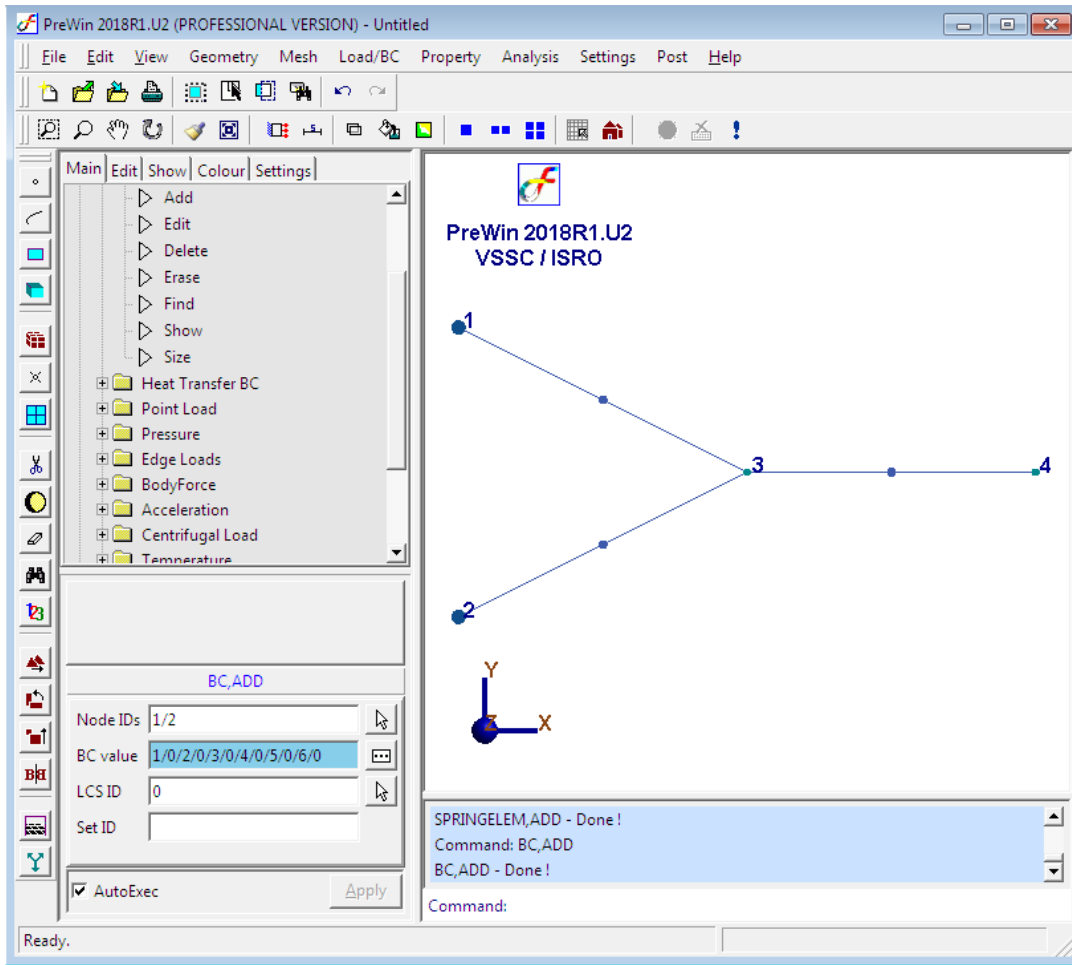 PreWin 2018R1.U2 (PROFESSIONAL VERSION) - Untitled
File Edit View Geometry Mesh Load/BC Property Analysis Settings Post Help
Main Edit Show Colour Settings
Add
Edit
Delete
Erase
Find
Show
Size
Heat Transfer BC
Point Load
Pressure
Edge Loads
BodyForce
Acceleration
Centrifugal Load
Temperature
123
BC,ADD
Node IDs 1/2
BC value 1/0/2/0/3/0/4/0/5/0/6/0
LCS ID 0
Set ID
AutoExec Apply
PreWin 2018R1.U2
VSSC / ISRO
1
3
4
2
Y
Z
X
SPRINGELEM,ADD - Done !
Command: BC,ADD
BC,ADD - Done !
Command:
Ready.